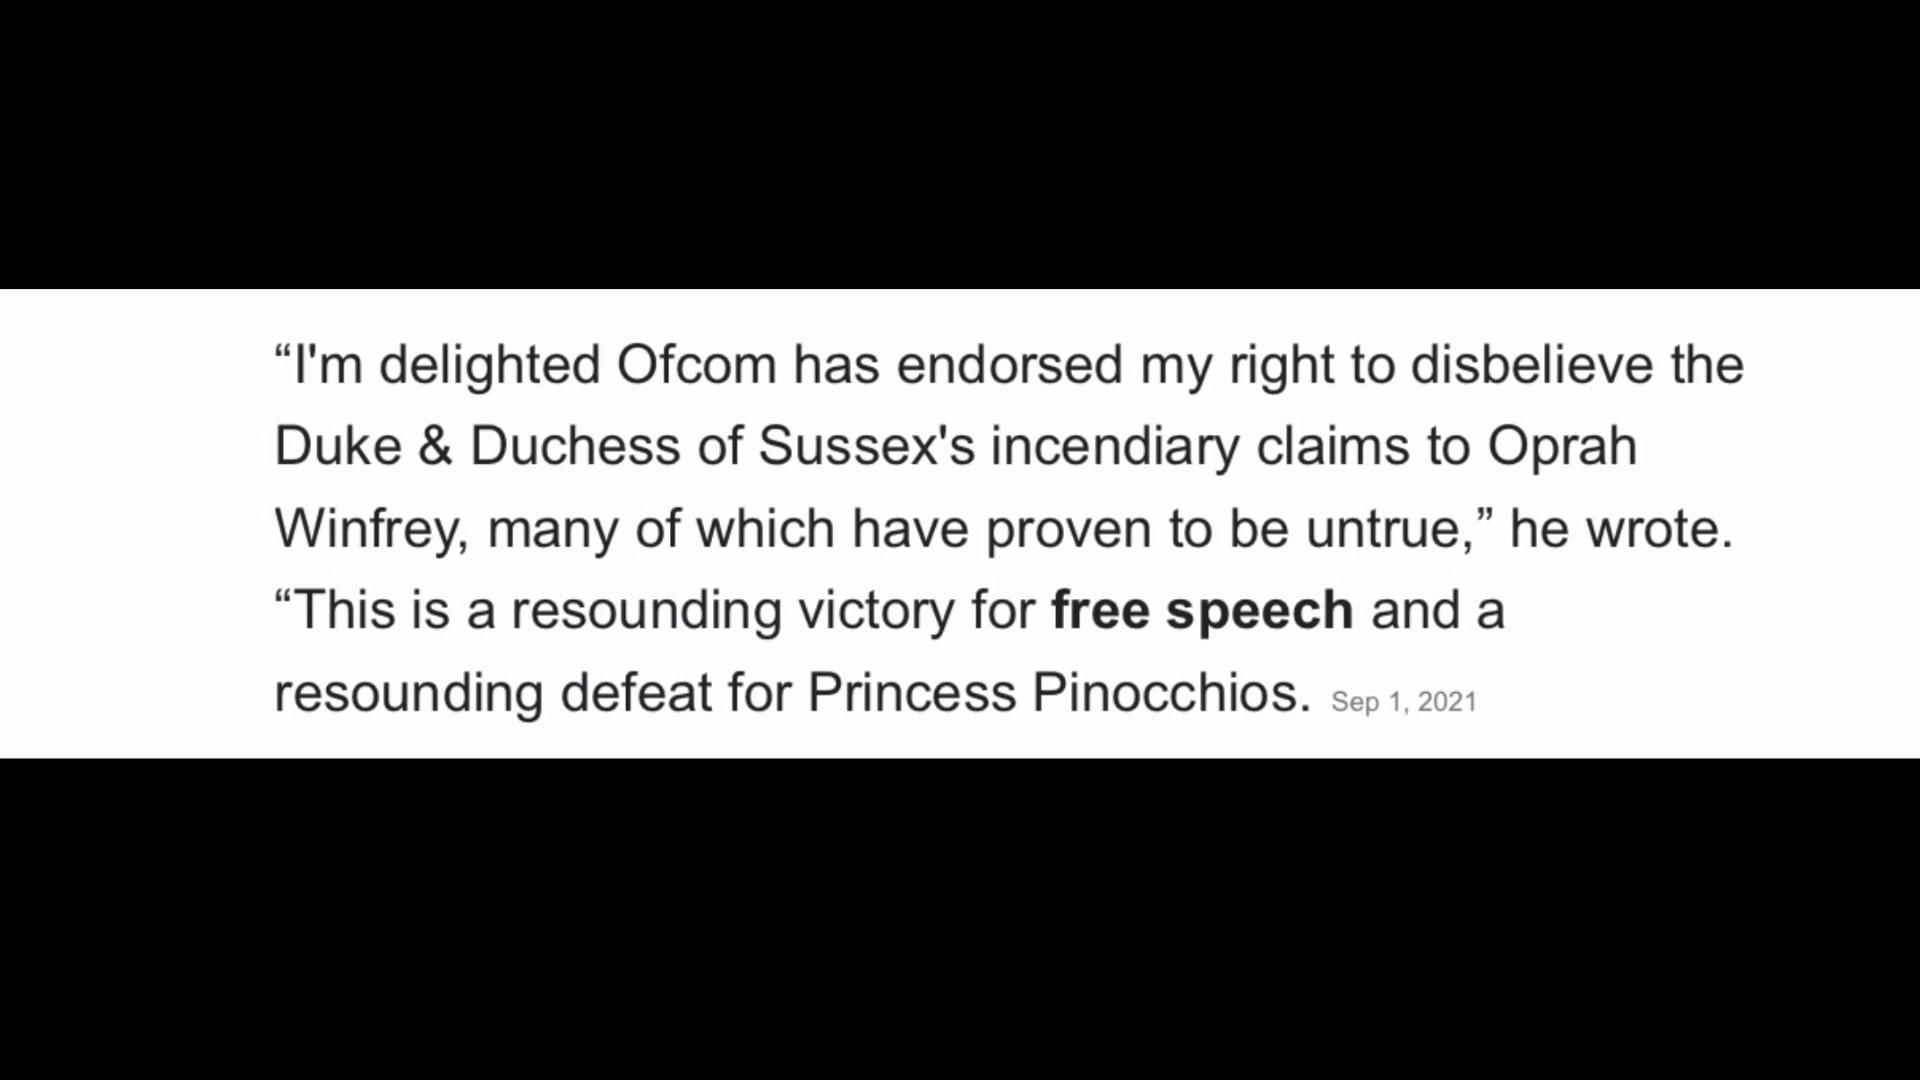 “I'm delighted Ofcom has endorsed my right to disbelieve the
Duke & Duchess of Sussex's incendiary claims to Oprah
Winfrey, many of which have proven to be untrue,” he wrote.
“This is a resounding victory for free speech and a
resounding defeat for Princess Pinocchios. Sep 1, 2021